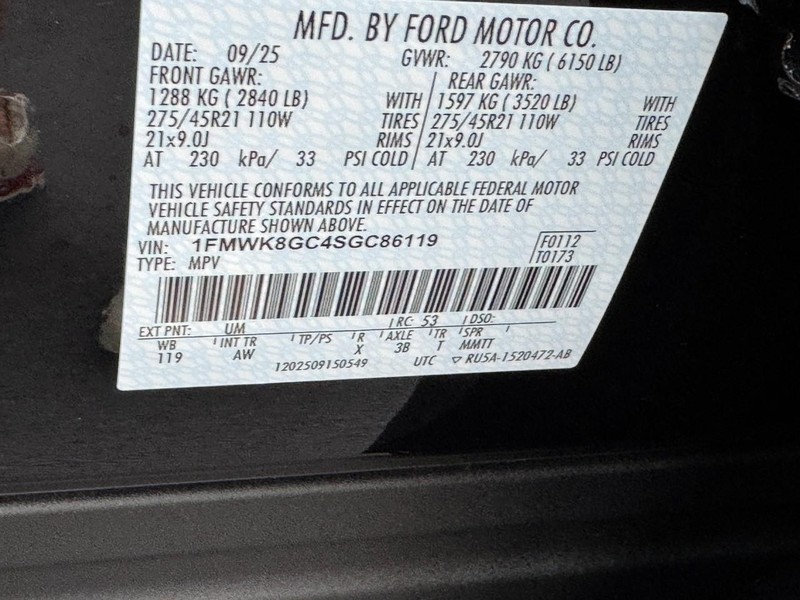 MFD. BY FORD MOTOR CO.
DATE: 09/25 GVWR: 2790 KG ( 6150 LB)
FRONT GAWR: REAR GAWR:
1288 KG ( 2840 LB) WITH 1597 KG ( 3520 LB) WITH
275/45R21 110W TIRES 275/45R21 110W TIRES
21x9.0J RIMS 21x9.0J RIMS
AT 230 kPa/ 33 PSI COLD AT 230 kPa/ 33 PSI COLD
THIS VEHICLE CONFORMS TO ALL APPLICABLE FEDERAL MOTOR
VEHICLE SAFETY STANDARDS IN EFFECT ON THE DATE OF
MANUFACTURE SHOWN ABOVE.
VIN: 1FMWK8GC4SGC86119 F0112
TYPE: MPV T0173
EXT PNT: UM RC: 53 DSO:
WB INT TR TP/PS R AXLE TR SPR
119 AW X 3B T MMTT
1202509150549 UTC ▽ RU5A-1520472-AB